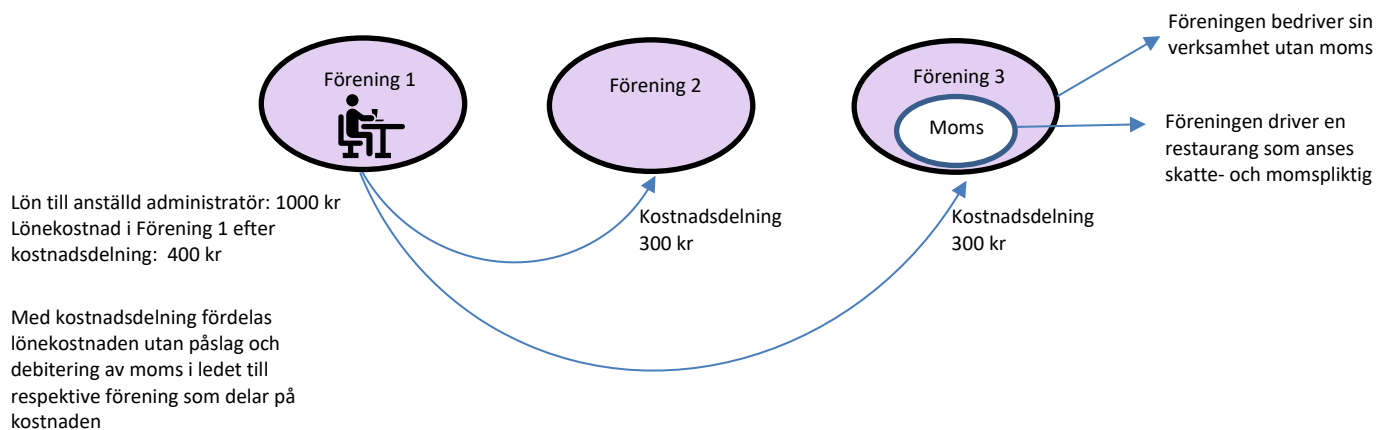 Förening 1
Förening 2
Förening 3
Moms
Föreningen bedriver sin
verksamhet utan moms
Föreningen driver en
restaurang som anses
skatte- och momspliktig
Lön till anställd administratör: 1000 kr
Lönekostnad i Förening 1 efter
kostnadsdelning:  400 kr
Kostnadsdelning
300 kr
Kostnadsdelning
300 kr
Med kostnadsdelning fördelas
lönekostnaden utan påslag och
debitering av moms i ledet till
respektive förening som delar på
kostnaden